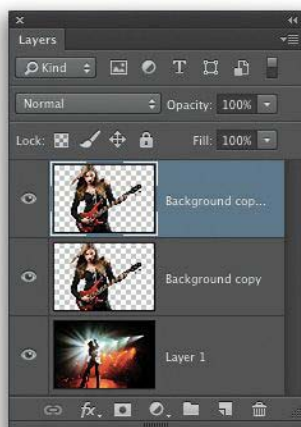 Layers
Kind
Normal Opacity: 100%
Lock: Fill: 100%
Background cop...
Background copy
Layer 1
fx.